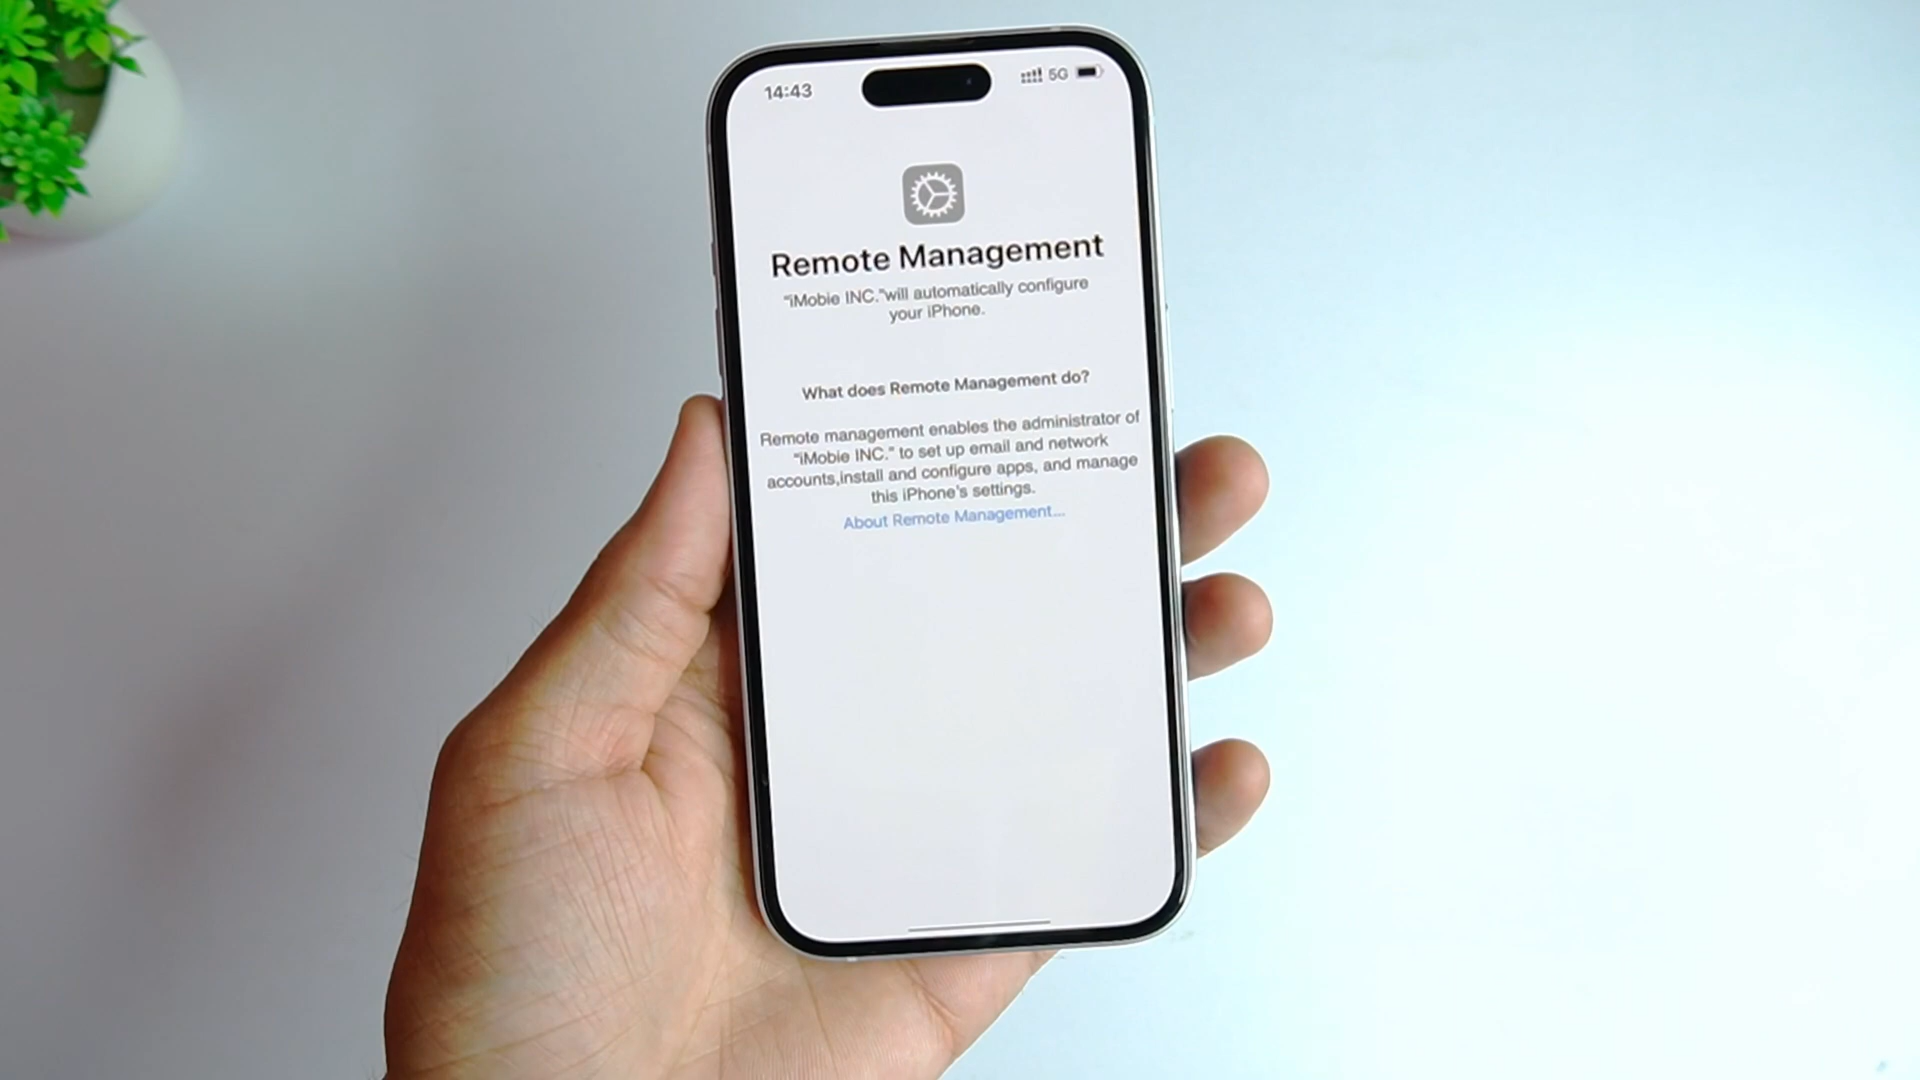 14:43
5G
Remote Management
“iMobie INC.”will automatically configure
your iPhone.
What does Remote Management do?
Remote management enables the administrator of
“iMobie INC.” to set up email and network
accounts,install and configure apps, and manage
this iPhone's settings.
About Remote Management...